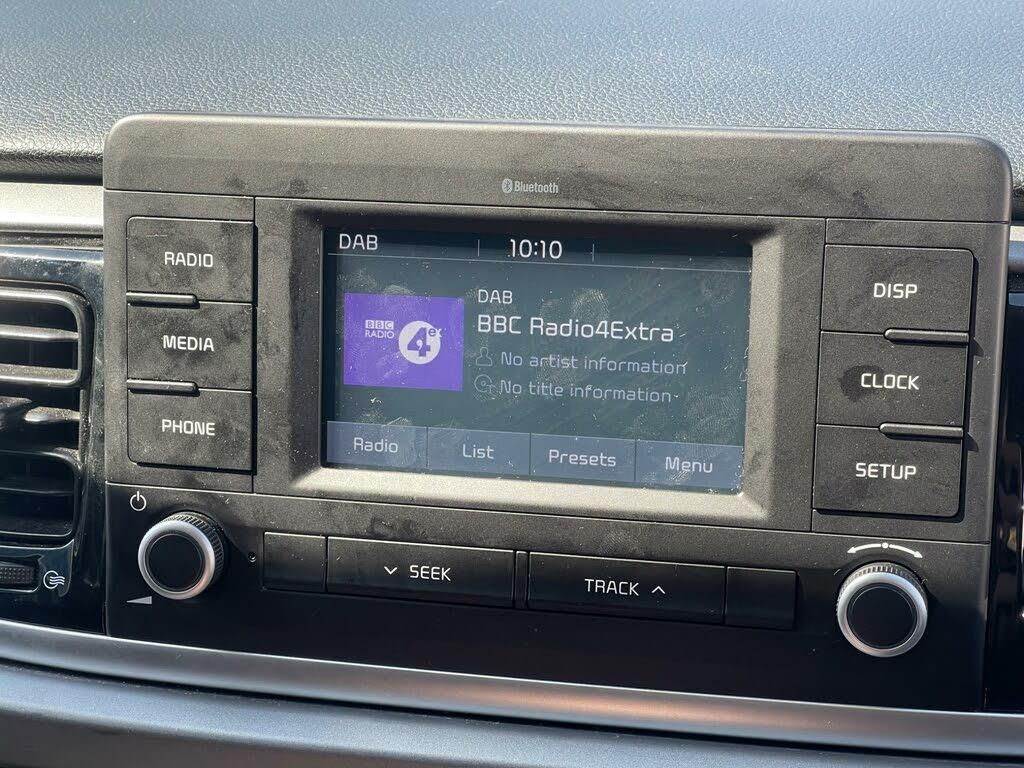 Bluetooth
RADIO
MEDIA
PHONE
DAB
10:10
BBC
RADIO
4ex
DAB
BBC Radio4Extra
No artist information
No title information
Radio
List
Presets
Menu
DISP
CLOCK
SETUP
SEEK
TRACK